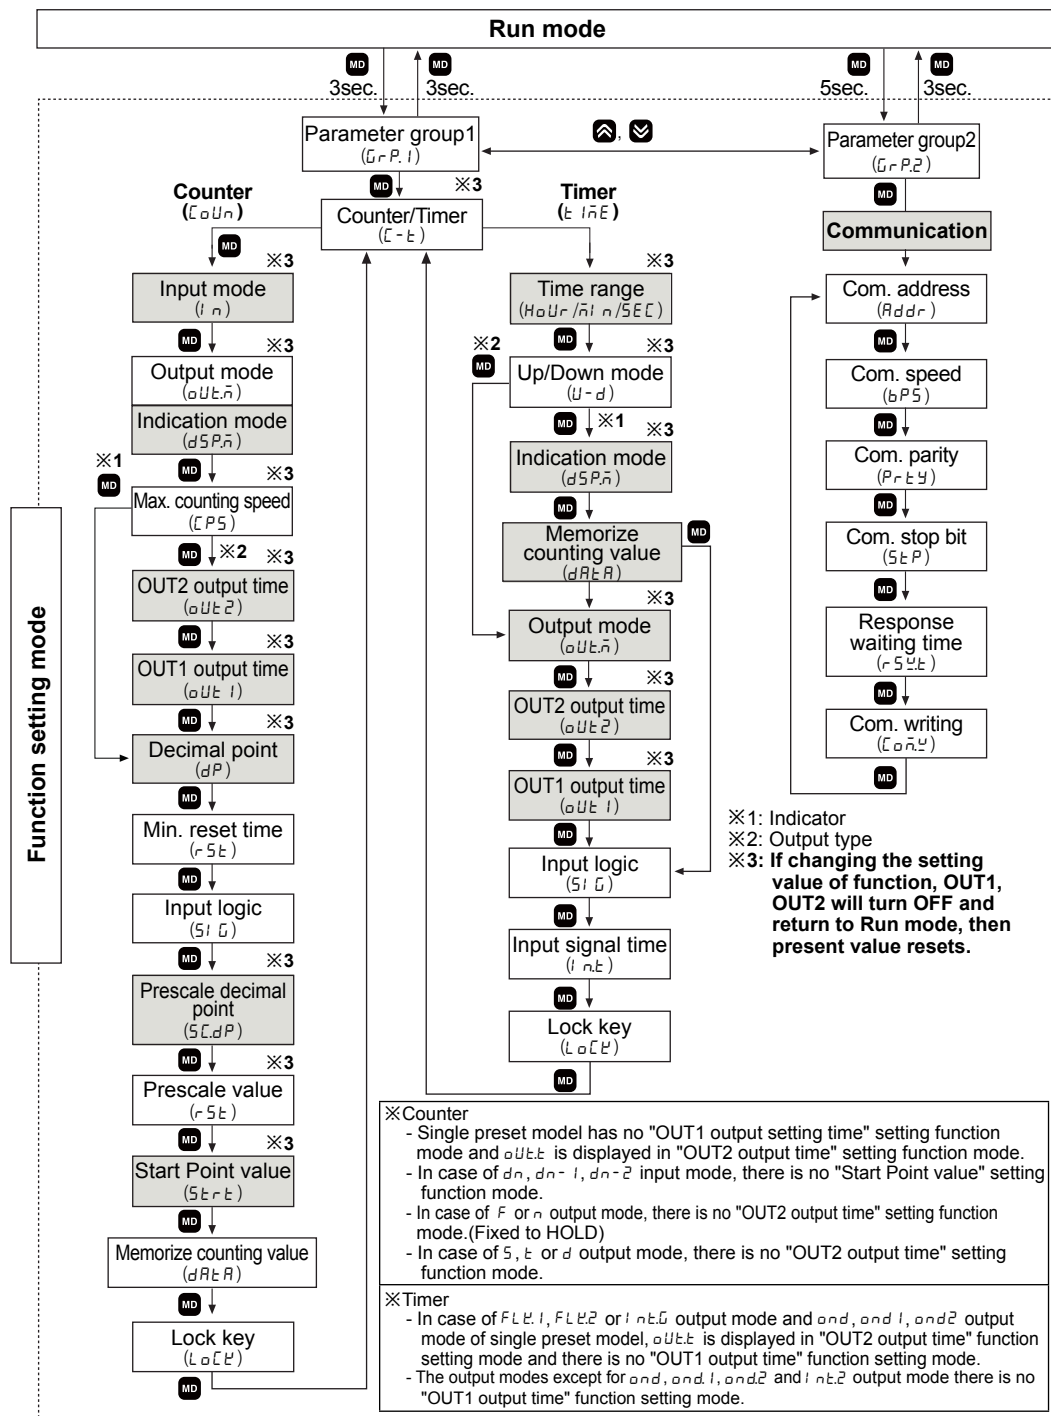 Run mode
MD
MD
MD
MD
3sec.
3sec.
5sec.
3sec.
Parameter group1
(GrP.1)
,
Parameter group2
(GrP.2)
MD
※3
MD
Counter
(CoUn)
Timer
(tImE)
Counter/Timer
(C-t)
Communication
MD
※3
※3
Input mode
(In)
Time range
(HoUr/mIn/SEC)
Com. address
(Addr)
MD
※3
※2
MD
MD
※3
MD
Output mode
(oUt.m)
Up/Down mode
(U-d)
Com. speed
(bPS)
Indication mode
(dSP.m)
MD
※1
※3
MD
※1
MD
MD
※3
Indication mode
(dSP.m)
Com. parity
(PrtY)
Max. counting speed
(CPS)
MD
MD
MD
※2
※3
Memorize
counting value
(dAtA)
MD
Com. stop bit
(StP)
OUT2 output time
(oUt2)
MD
※3
MD
MD
※3
Output mode
(oUt.m)
Response
waiting time
(rSY.t)
OUT1 output time
(oUt1)
MD
※3
MD
MD
※3
OUT2 output time
(oUt2)
Com. writing
(Com.Y)
Decimal point
(dP)
MD
※3
MD
MD
OUT1 output time
(oUt1)
Min. reset time
(rSt)
MD
※1: Indicator
※2: Output type
※3: If changing the setting
value of function, OUT1,
OUT2 will turn OFF and
return to Run mode, then
present value resets.
MD
Input logic
(SIG)
Input logic
(SIG)
MD
MD
※3
Input signal time
(In.t)
Prescale decimal
point
(SC.dP)
MD
MD
※3
Lock key
(LoCK)
Prescale value
(rSt)
MD
MD
※3
Start Point value
(Strt)
MD
Memorize counting value
(dAtA)
MD
Lock key
(LoCK)
MD
Function setting mode
※Counter
- Single preset model has no "OUT1 output setting time" setting function
mode and oUt.t is displayed in "OUT2 output time" setting function mode.
- In case of dn, dn-1, dn-2 input mode, there is no "Start Point value" setting
function mode.
- In case of F or n output mode, there is no "OUT2 output time" setting function
mode.(Fixed to HOLD)
- In case of S, t or d output mode, there is no "OUT2 output time" setting
function mode.
※Timer
- In case of FLK.1, FLK.2 or Int.G output mode and ond, ond1, ond2 output
mode of single preset model, oUt.t is displayed in "OUT2 output time" function
setting mode and there is no "OUT1 output time" function setting mode.
- The output modes except for ond, ond.1, ond.2 and Int.2 output mode there is no
"OUT1 output time" function setting mode.